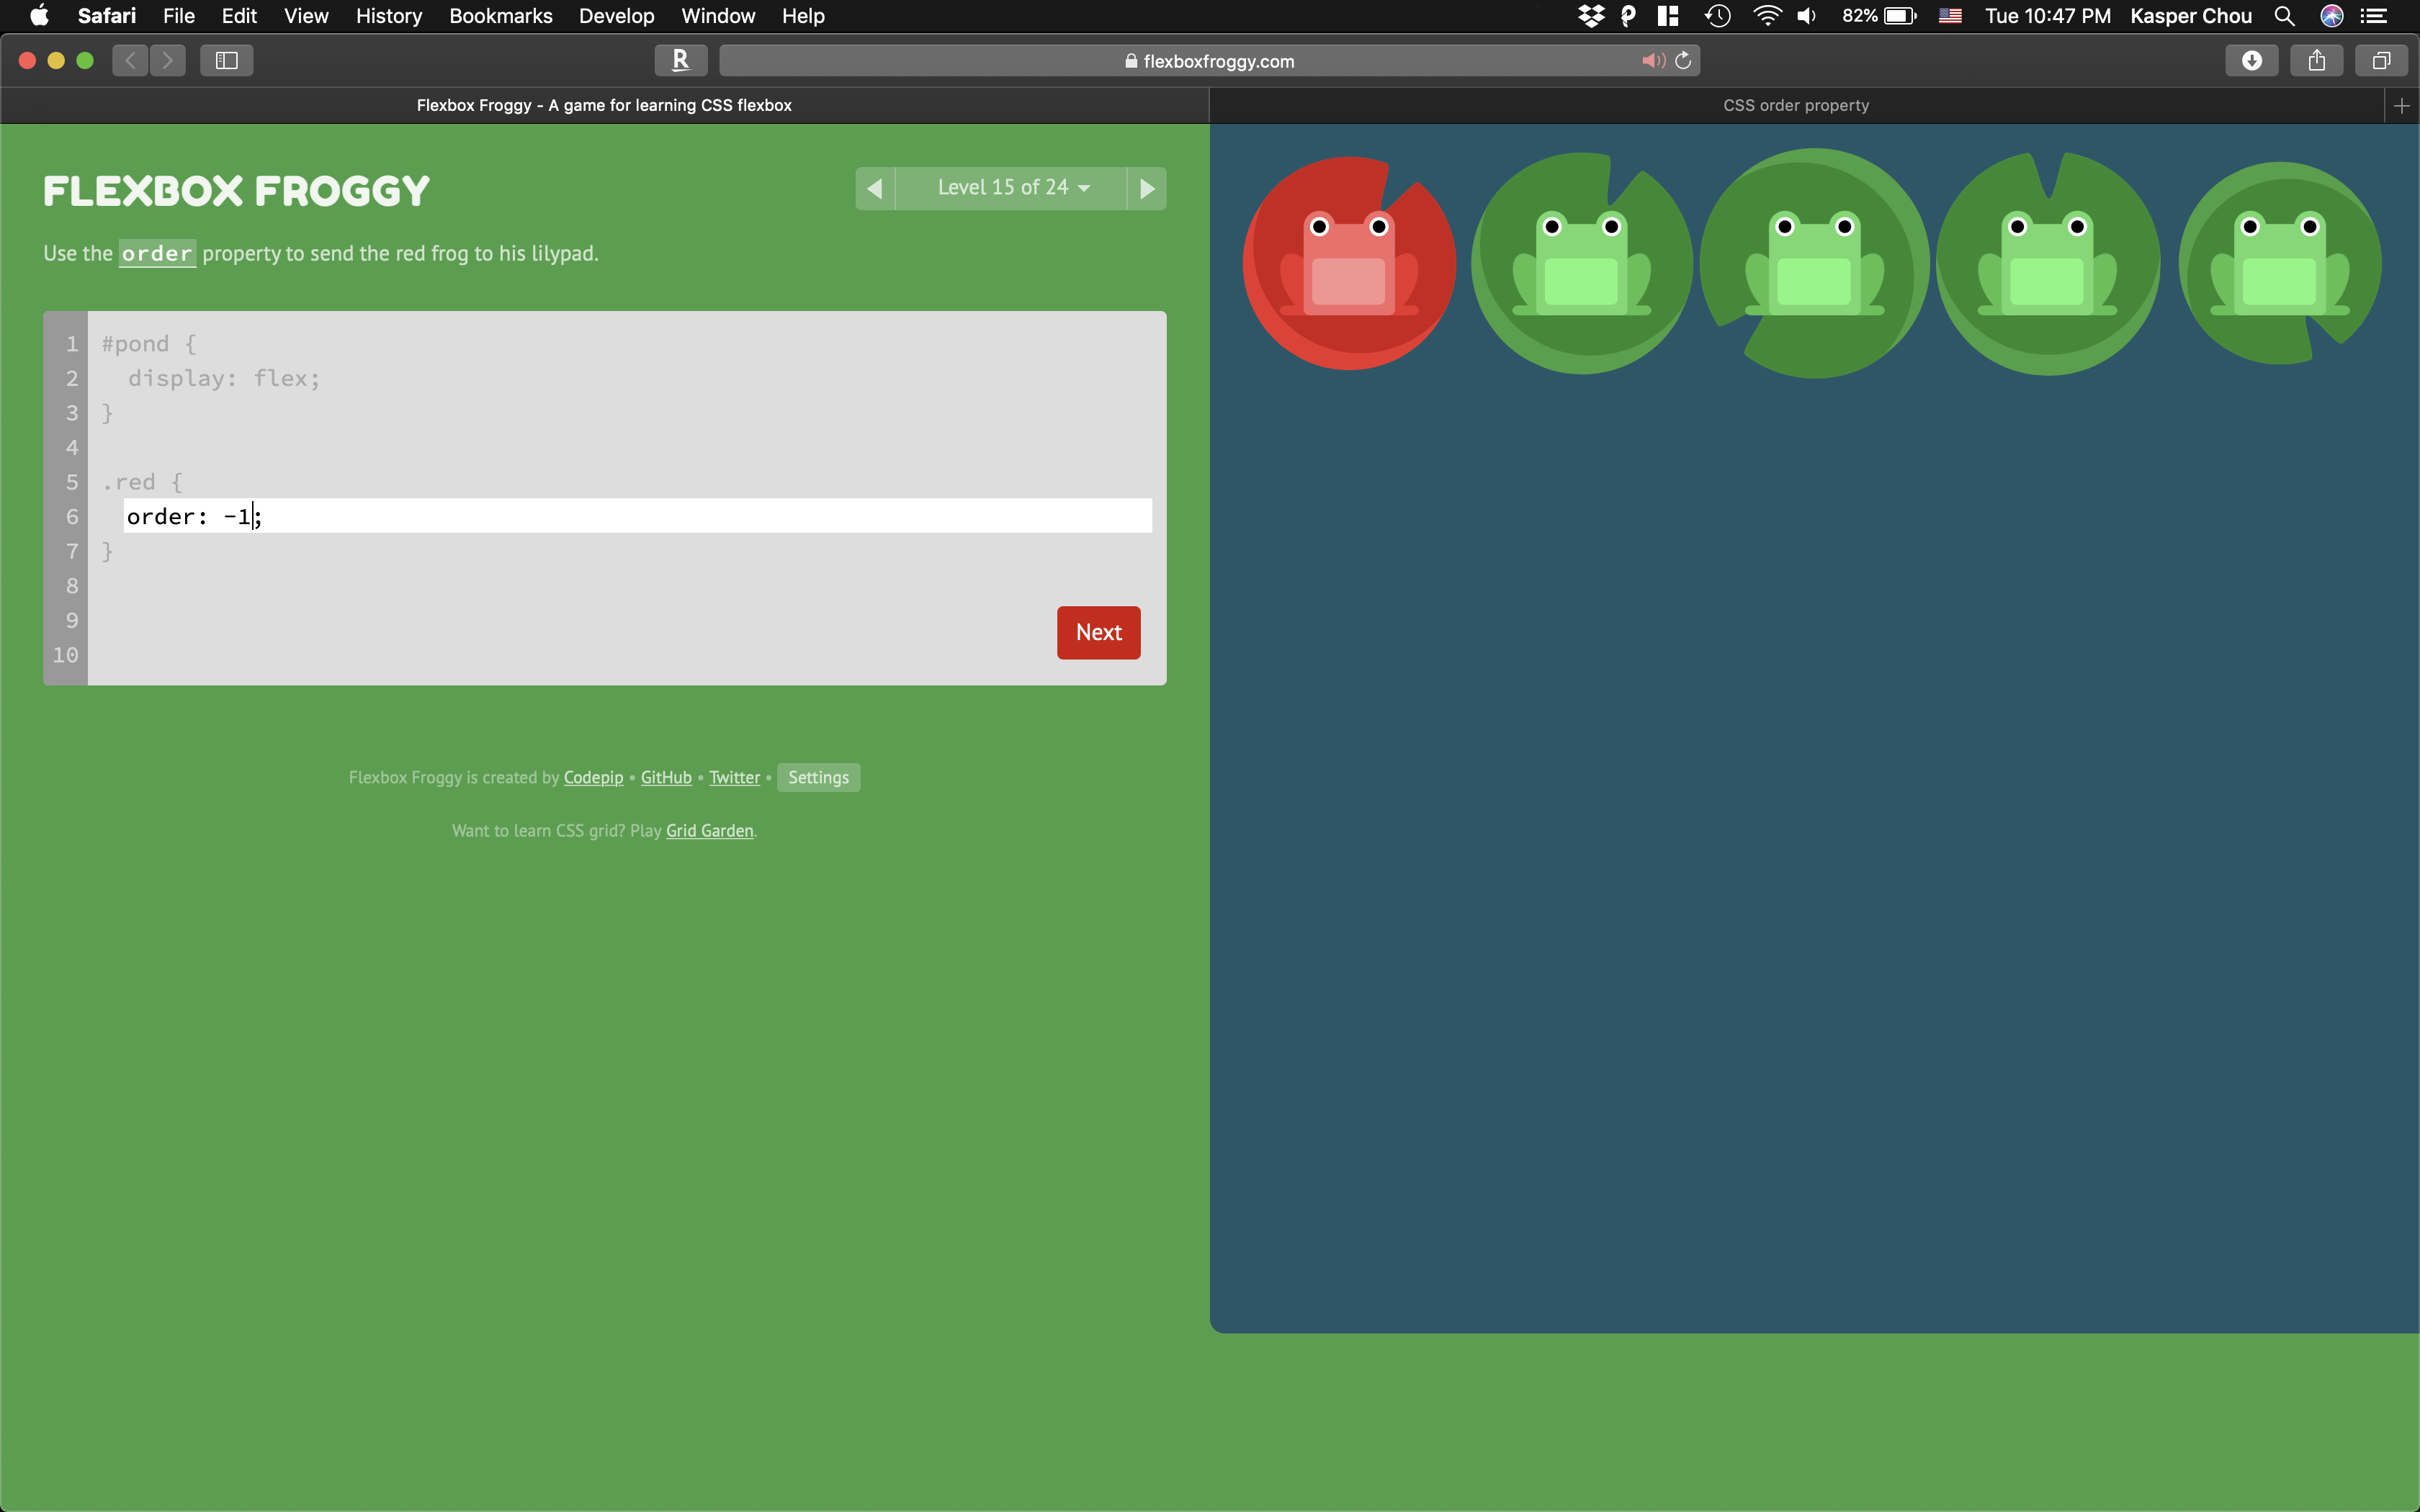 Safari File Edit View History Bookmarks Develop Window Help 82% Tue 10:47 PM Kasper Chou
R flexboxfroggy.com
Flexbox Froggy - A game for learning CSS flexbox CSS order property
FLEXBOX FROGGY
Level 15 of 24
Use the order property to send the red frog to his lilypad.
1 #pond {
2 display: flex;
3 }
4
5 .red {
6 order: -1;
7 }
8
9
10
Next
Flexbox Froggy is created by Codepip • GitHub • Twitter • Settings
Want to learn CSS grid? Play Grid Garden.